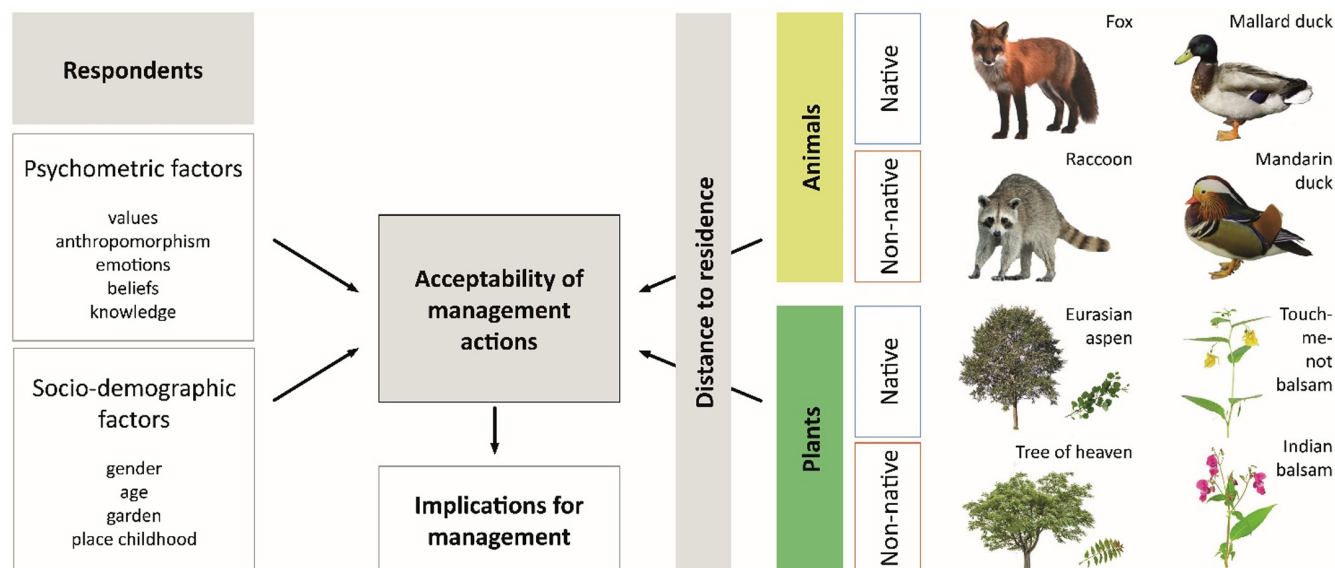 Respondents
Psychometric factors
values
anthropomorphism
emotions
beliefs
knowledge
Socio-demographic
factors
gender
age
garden
place childhood
Acceptability of
management
actions
Implications for
management
Distance to residence
Animals
Native
Non-native
Plants
Native
Non-native
Fox
Mallard duck
Raccoon
Mandarin
duck
Eurasian
aspen
Touch-
me-
not
balsam
Tree of heaven
Indian
balsam